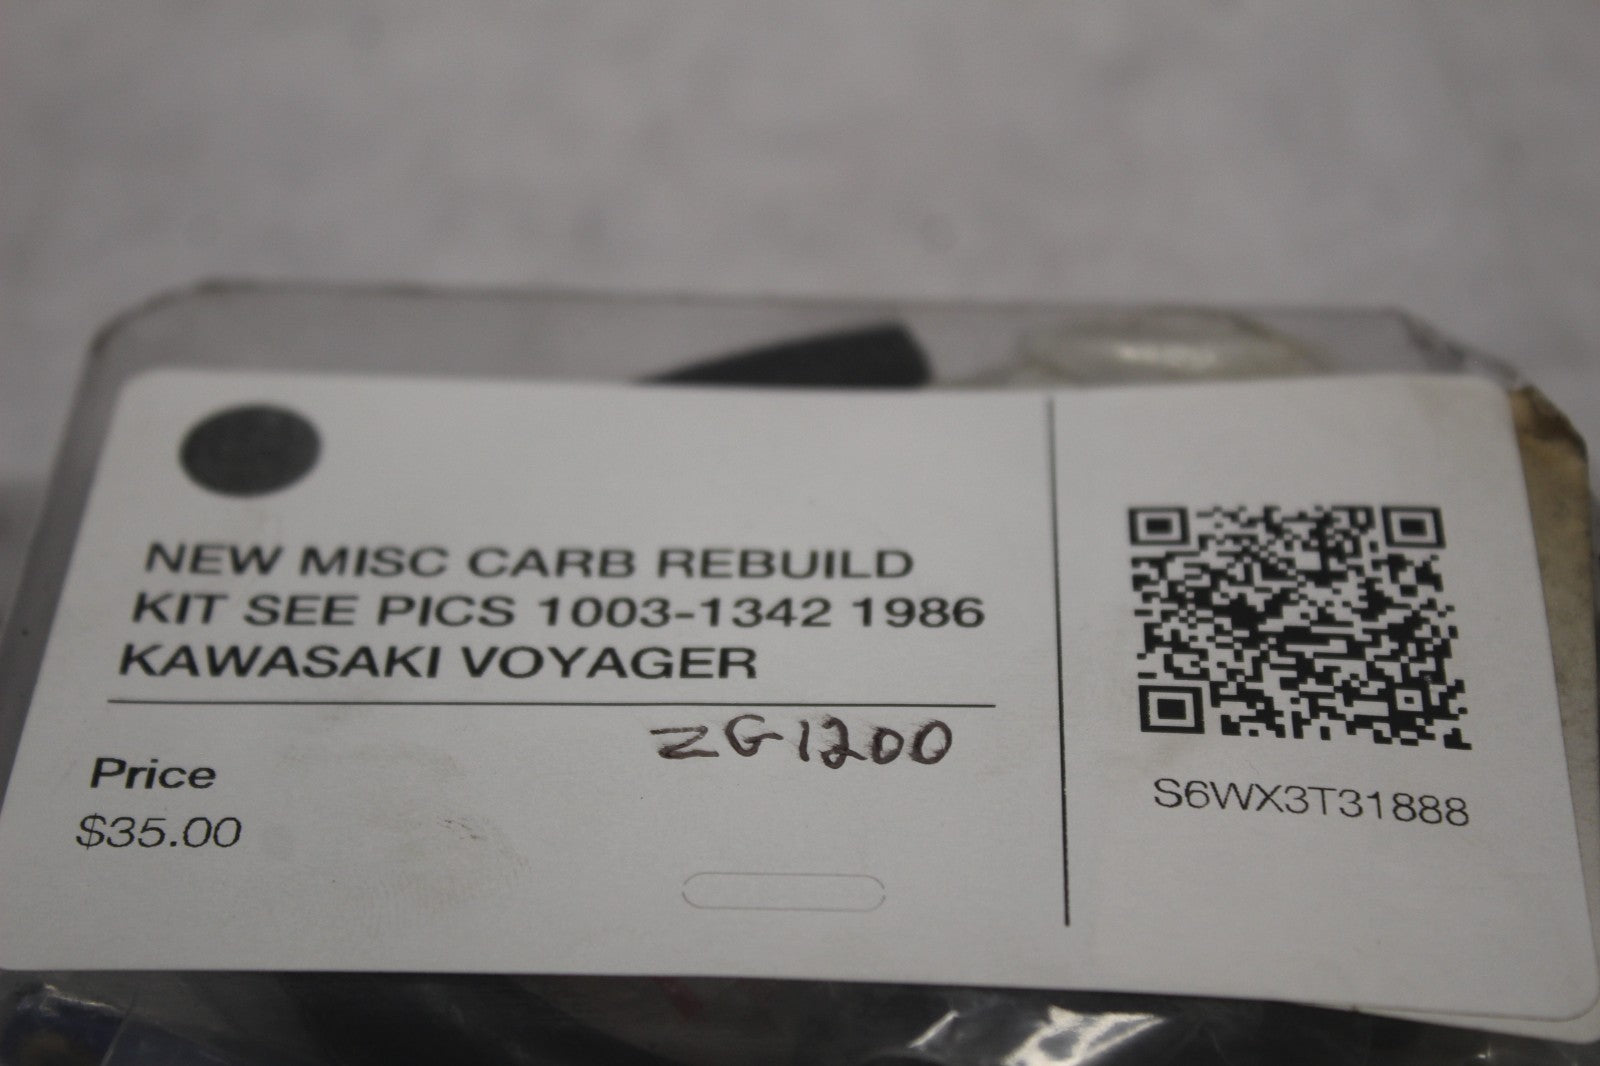 NEW MISC CARB REBUILD
KIT SEE PICS 1003-1342 1986
KAWASAKI VOYAGER
ZG1200
Price
$35.00
S6WX3T31888